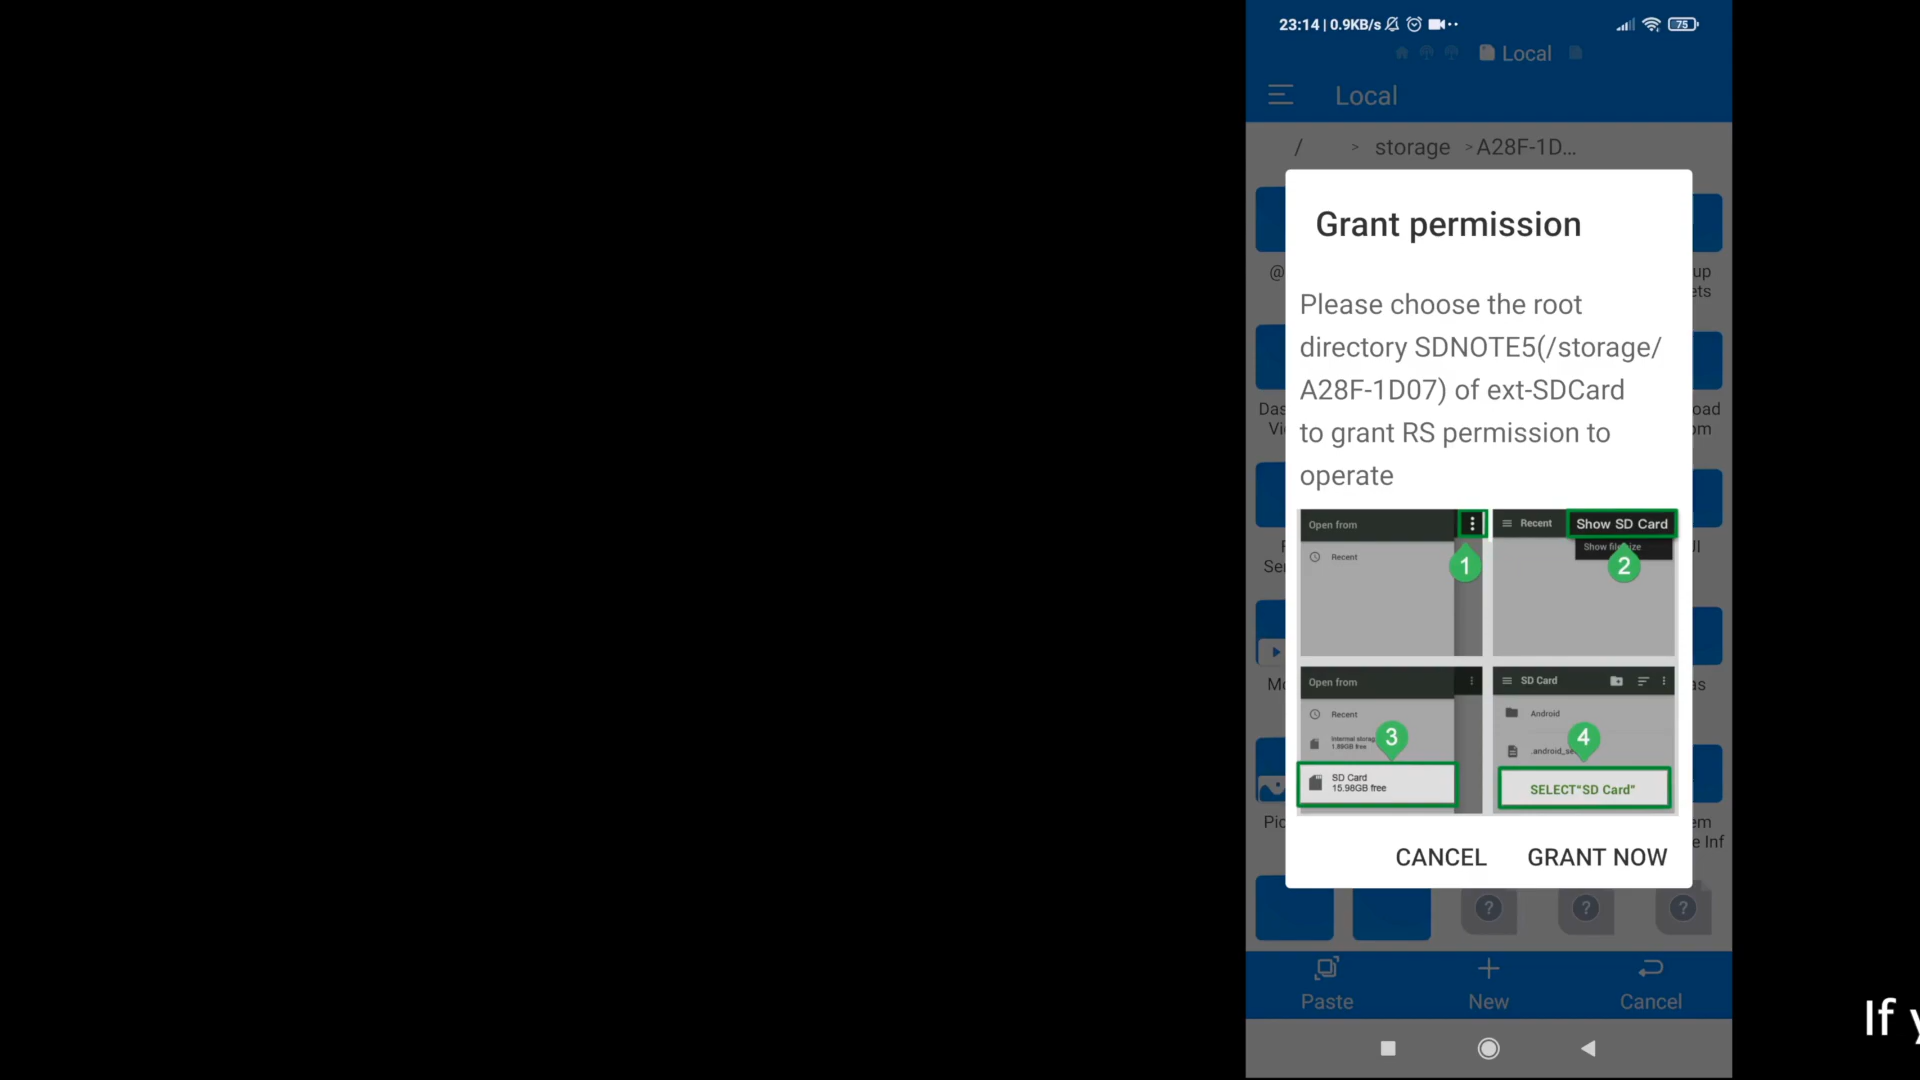 23:14 | 0.9KB/s
75
Local
Local
/ > storage > A28F-1D...
Grant permission
Please choose the root
directory SDNOTE5(/storage/
A28F-1D07) of ext-SDCard
to grant RS permission to
operate
Open from
Recent
1
Recent
Show SD Card
2
Open from
Recent
1.89GB free
3
SD Card
15.98GB free
SD Card
Android
4
SELECT"SD Card"
CANCEL
GRANT NOW
Paste
New
Cancel
If